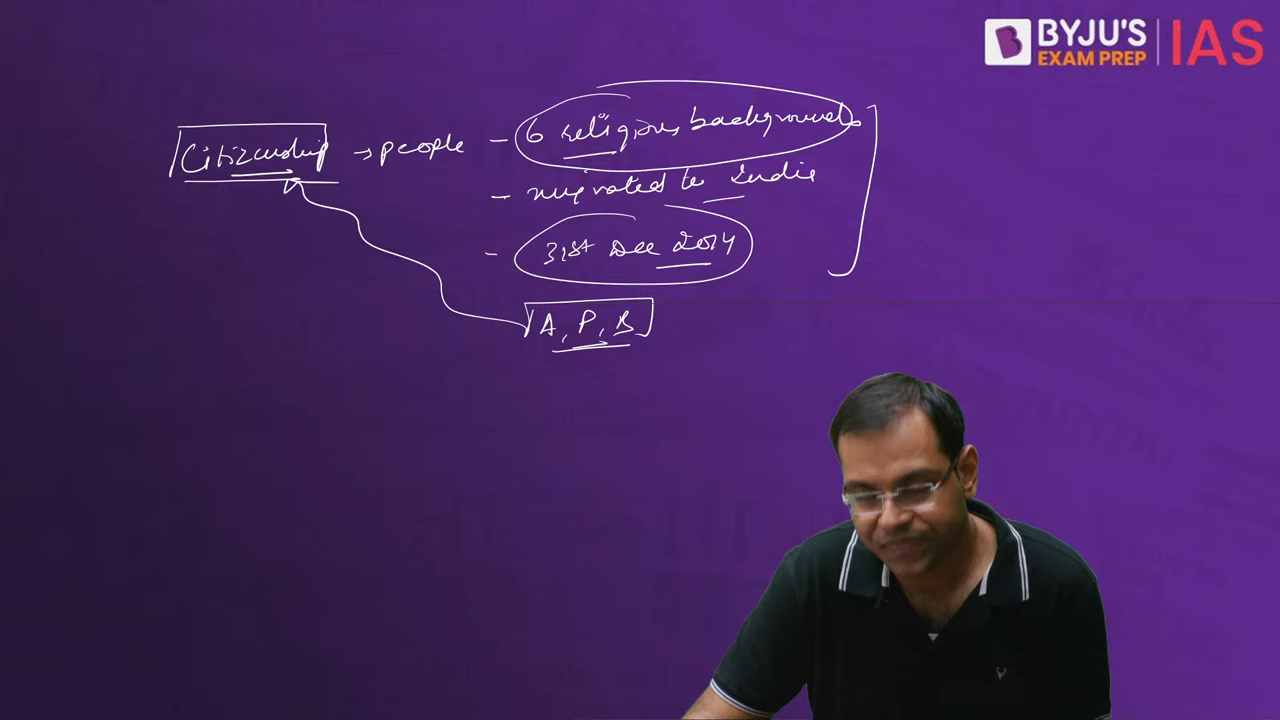 BYJU'S
EXAM PREP
IAS
Citizenship → people - 6 religious backgrounds
- migrated to India
- 31st Dec 2014
A, P, B